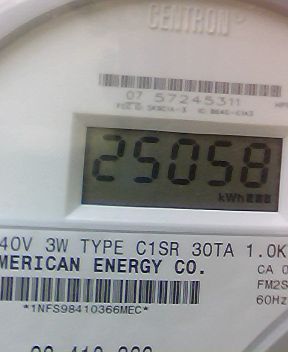 CENTRON
07 57245311
25058
kWh
40V 3W TYPE C1SR 30TA 1.0K
MERICAN ENERGY CO.
CA 0
FM2S
60Hz
*1NFS98410366MEC*